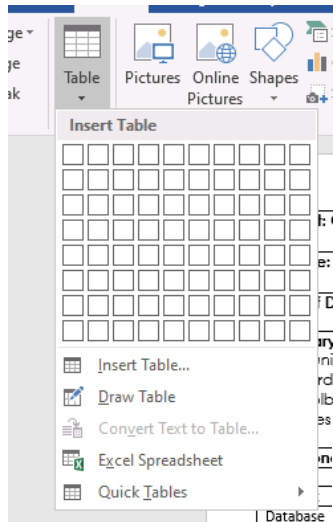 Table
Pictures
Online
Pictures
Shapes
Insert Table
Insert Table...
Draw Table
Convert Text to Table...
Excel Spreadsheet
Quick Tables
Database